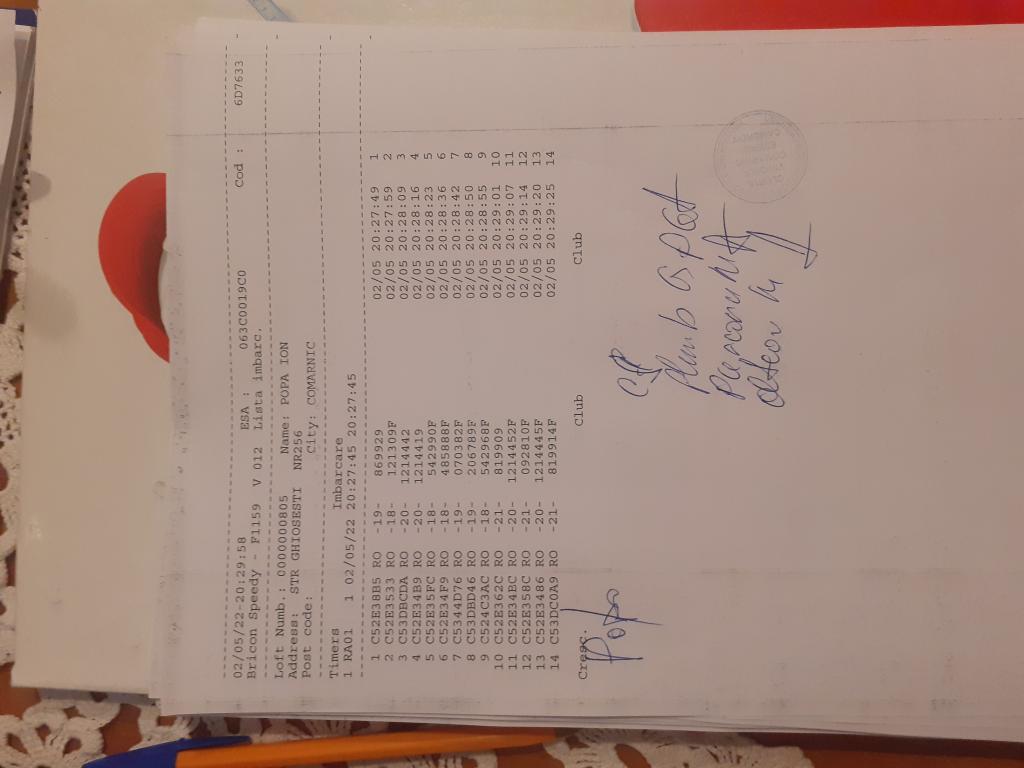 02/05/22-20:29:58 ESA : 063C0019C0 Cod : 6D7633 -
Bricon Speedy - F1159 V 012 Lista imbarc.
Loft Numb.: 0000000805 Name: POPA ION -
Address: STR GHIOSESTI NR256
Post code: City: COMARNIC
Timers Imbarcare -
1 RA01 1 02/05/22 20:27:45 20:27:45
1 C52E38B5 RO -19- 869929 02/05 20:27:49 1
2 C52E3533 RO -18- 121309F 02/05 20:27:59 2
3 C53DBCDA RO -20- 1214442 02/05 20:28:09 3
4 C52E34B9 RO -20- 1214419 02/05 20:28:16 4
5 C52E35FC RO -18- 542990F 02/05 20:28:23 5
6 C52E34F9 RO -18- 485888F 02/05 20:28:36 6
7 C5344D76 RO -19- 070382F 02/05 20:28:42 7
8 C53DBD46 RO -19- 206789F 02/05 20:28:50 8
9 C524C3AC RO -18- 542968F 02/05 20:28:55 9
10 C52E362C RO -21- 819909 02/05 20:29:01 10
11 C52E34BC RO -20- 1214452F 02/05 20:29:07 11
12 C52E358C RO -21- 092810F 02/05 20:29:14 12
13 C52E3486 RO -20- 1214445F 02/05 20:29:20 13
14 C53DC0A9 RO -21- 819914F 02/05 20:29:25 14
Cresc. Club Club
Popa